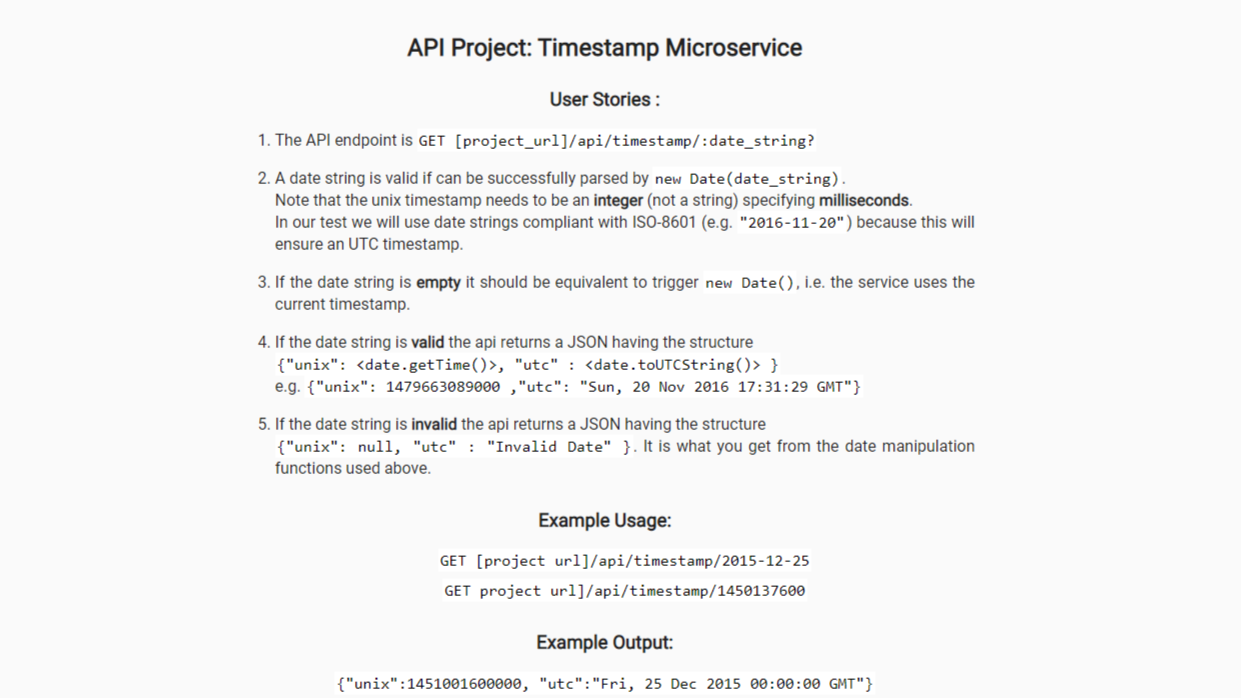 API Project: Timestamp Microservice
User Stories :
1. The API endpoint is GET [project_url]/api/timestamp/:date_string?
2. A date string is valid if can be successfully parsed by new Date(date_string).
Note that the unix timestamp needs to be an integer (not a string) specifying milliseconds.
In our test we will use date strings compliant with ISO-8601 (e.g. "2016-11-20") because this will
ensure an UTC timestamp.
3. If the date string is empty it should be equivalent to trigger new Date(), i.e. the service uses the
current timestamp.
4. If the date string is valid the api returns a JSON having the structure
{"unix": <date.getTime()>, "utc" : <date.toUTCString()> }
e.g. {"unix": 1479663089000 ,"utc": "Sun, 20 Nov 2016 17:31:29 GMT"}
5. If the date string is invalid the api returns a JSON having the structure
{"unix": null, "utc" : "Invalid Date" }. It is what you get from the date manipulation
functions used above.
Example Usage:
GET [project url]/api/timestamp/2015-12-25
GET project url]/api/timestamp/1450137600
Example Output:
{"unix":1451001600000, "utc":"Fri, 25 Dec 2015 00:00:00 GMT"}